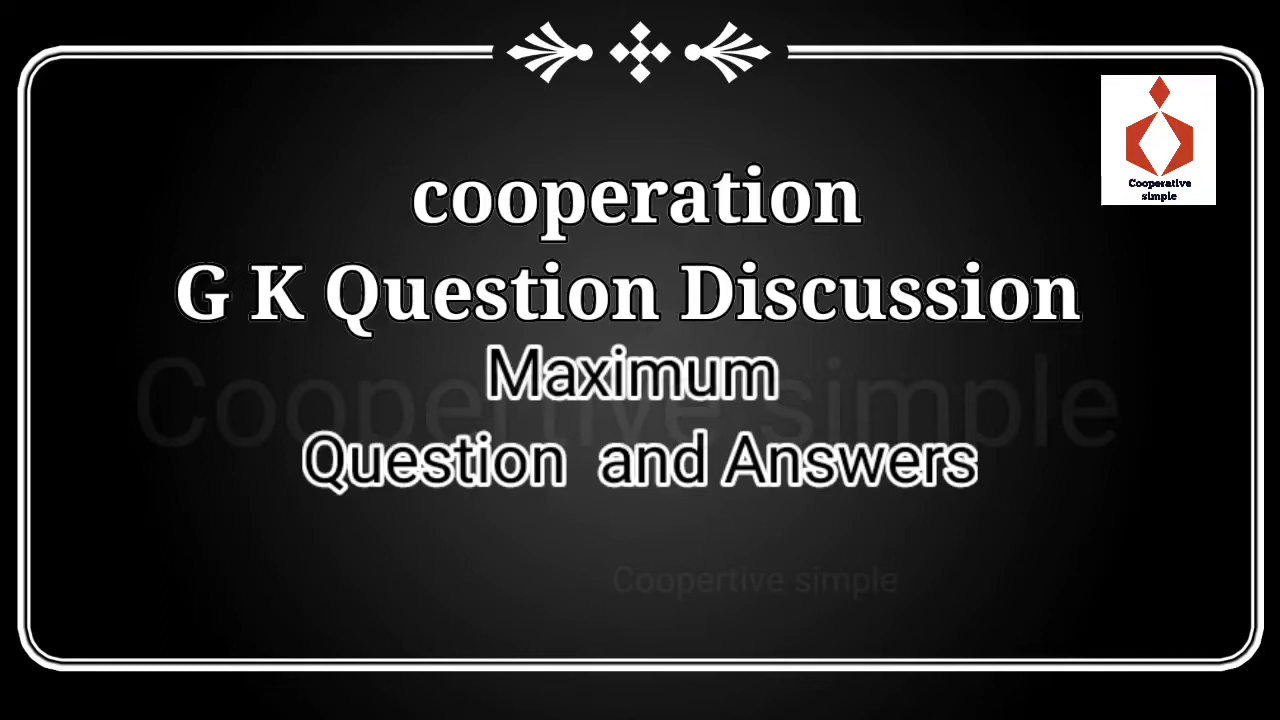 Cooperative
simple
cooperation
G K Question Discussion
Maximum
Coopertive simple
Question and Answers
Coopertive simple